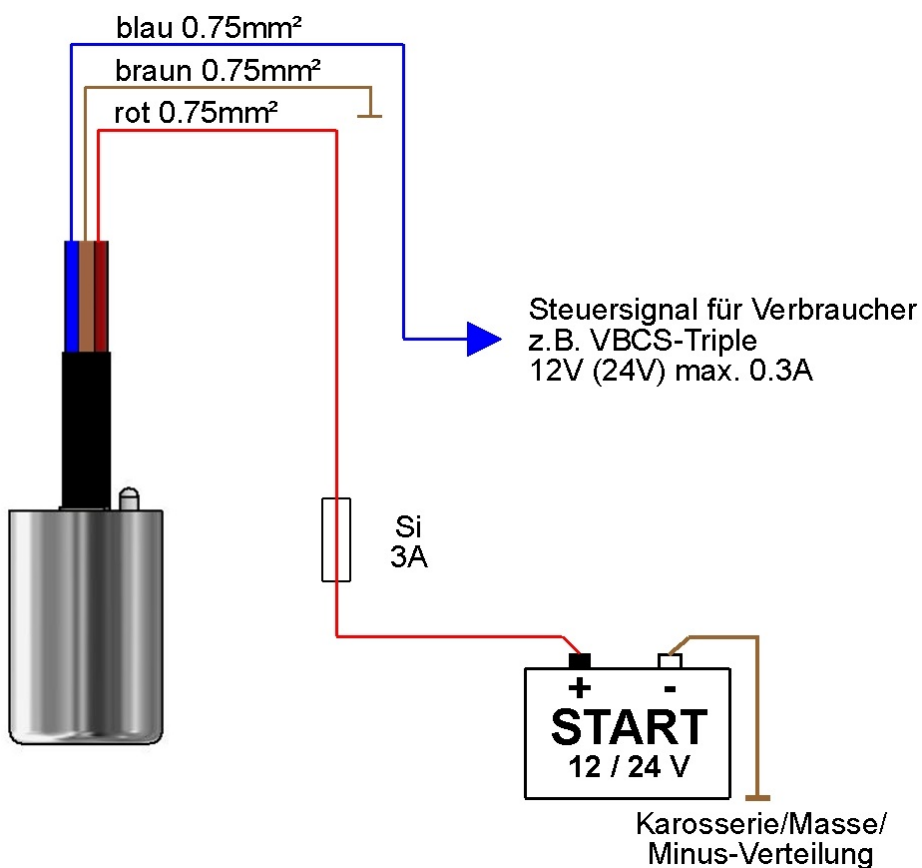 blau 0.75mm²
braun 0.75mm²
rot 0.75mm²
Steuersignal für Verbraucher
z.B. VBCS-Triple
12V (24V) max. 0.3A
Si
3A
+ -
START
12 / 24 V
Karosserie/Masse/
Minus-Verteilung